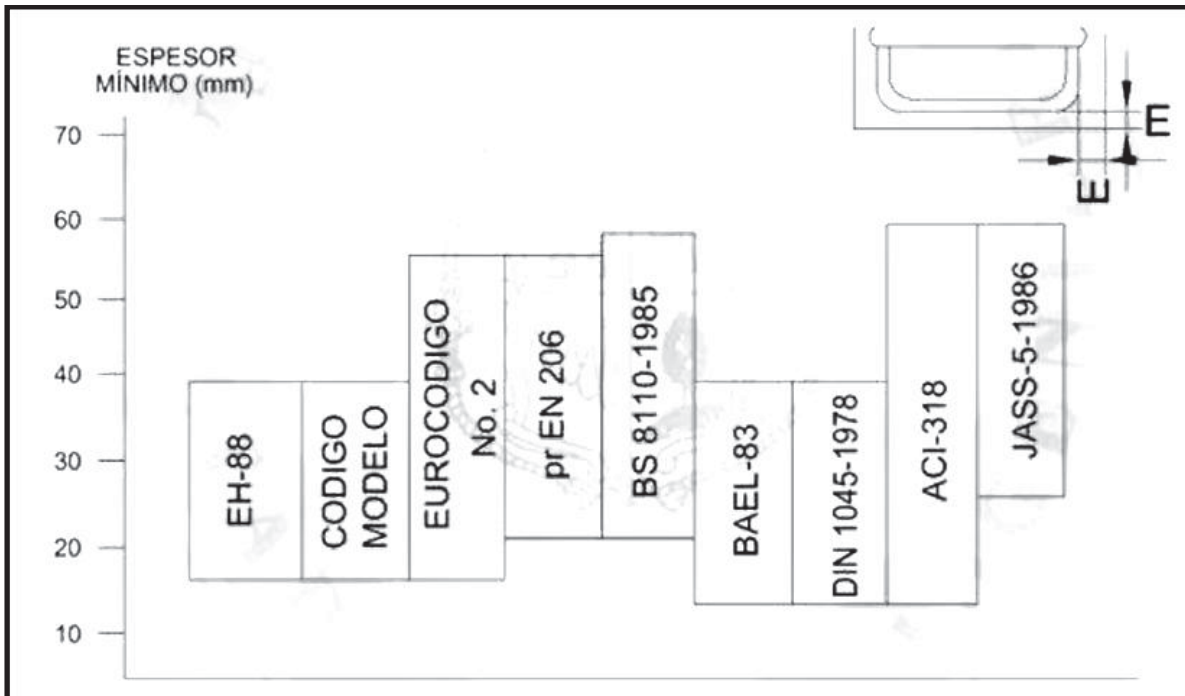 ESPESOR
MÍNIMO (mm)
70
60
50
40
30
20
10
EH-88
CODIGO
MODELO
EUROCODIGO
No. 2
pr EN 206
BS 8110-1985
BAEL-83
DIN 1045-1978
ACI-318
JASS-5-1986
E
E